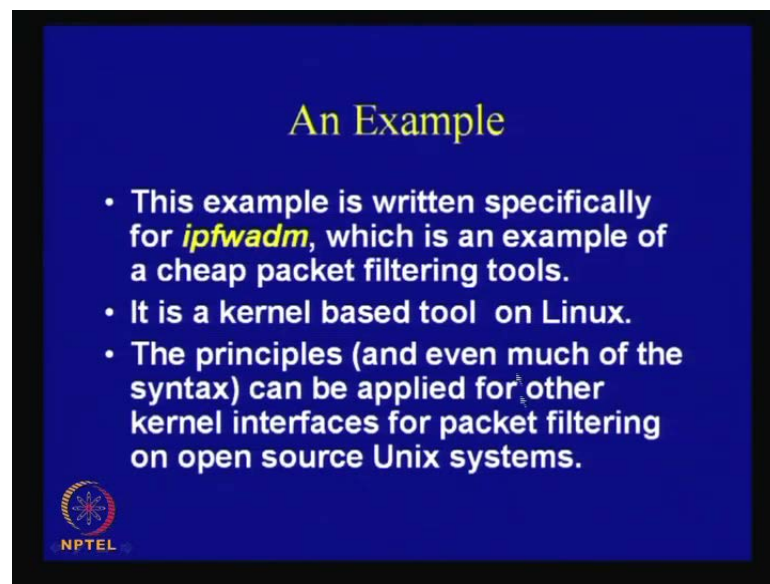 An Example
• This example is written specifically
for ipfwadm, which is an example of
a cheap packet filtering tools.
• It is a kernel based tool on Linux.
• The principles (and even much of the
syntax) can be applied for other
kernel interfaces for packet filtering
on open source Unix systems.
NPTEL